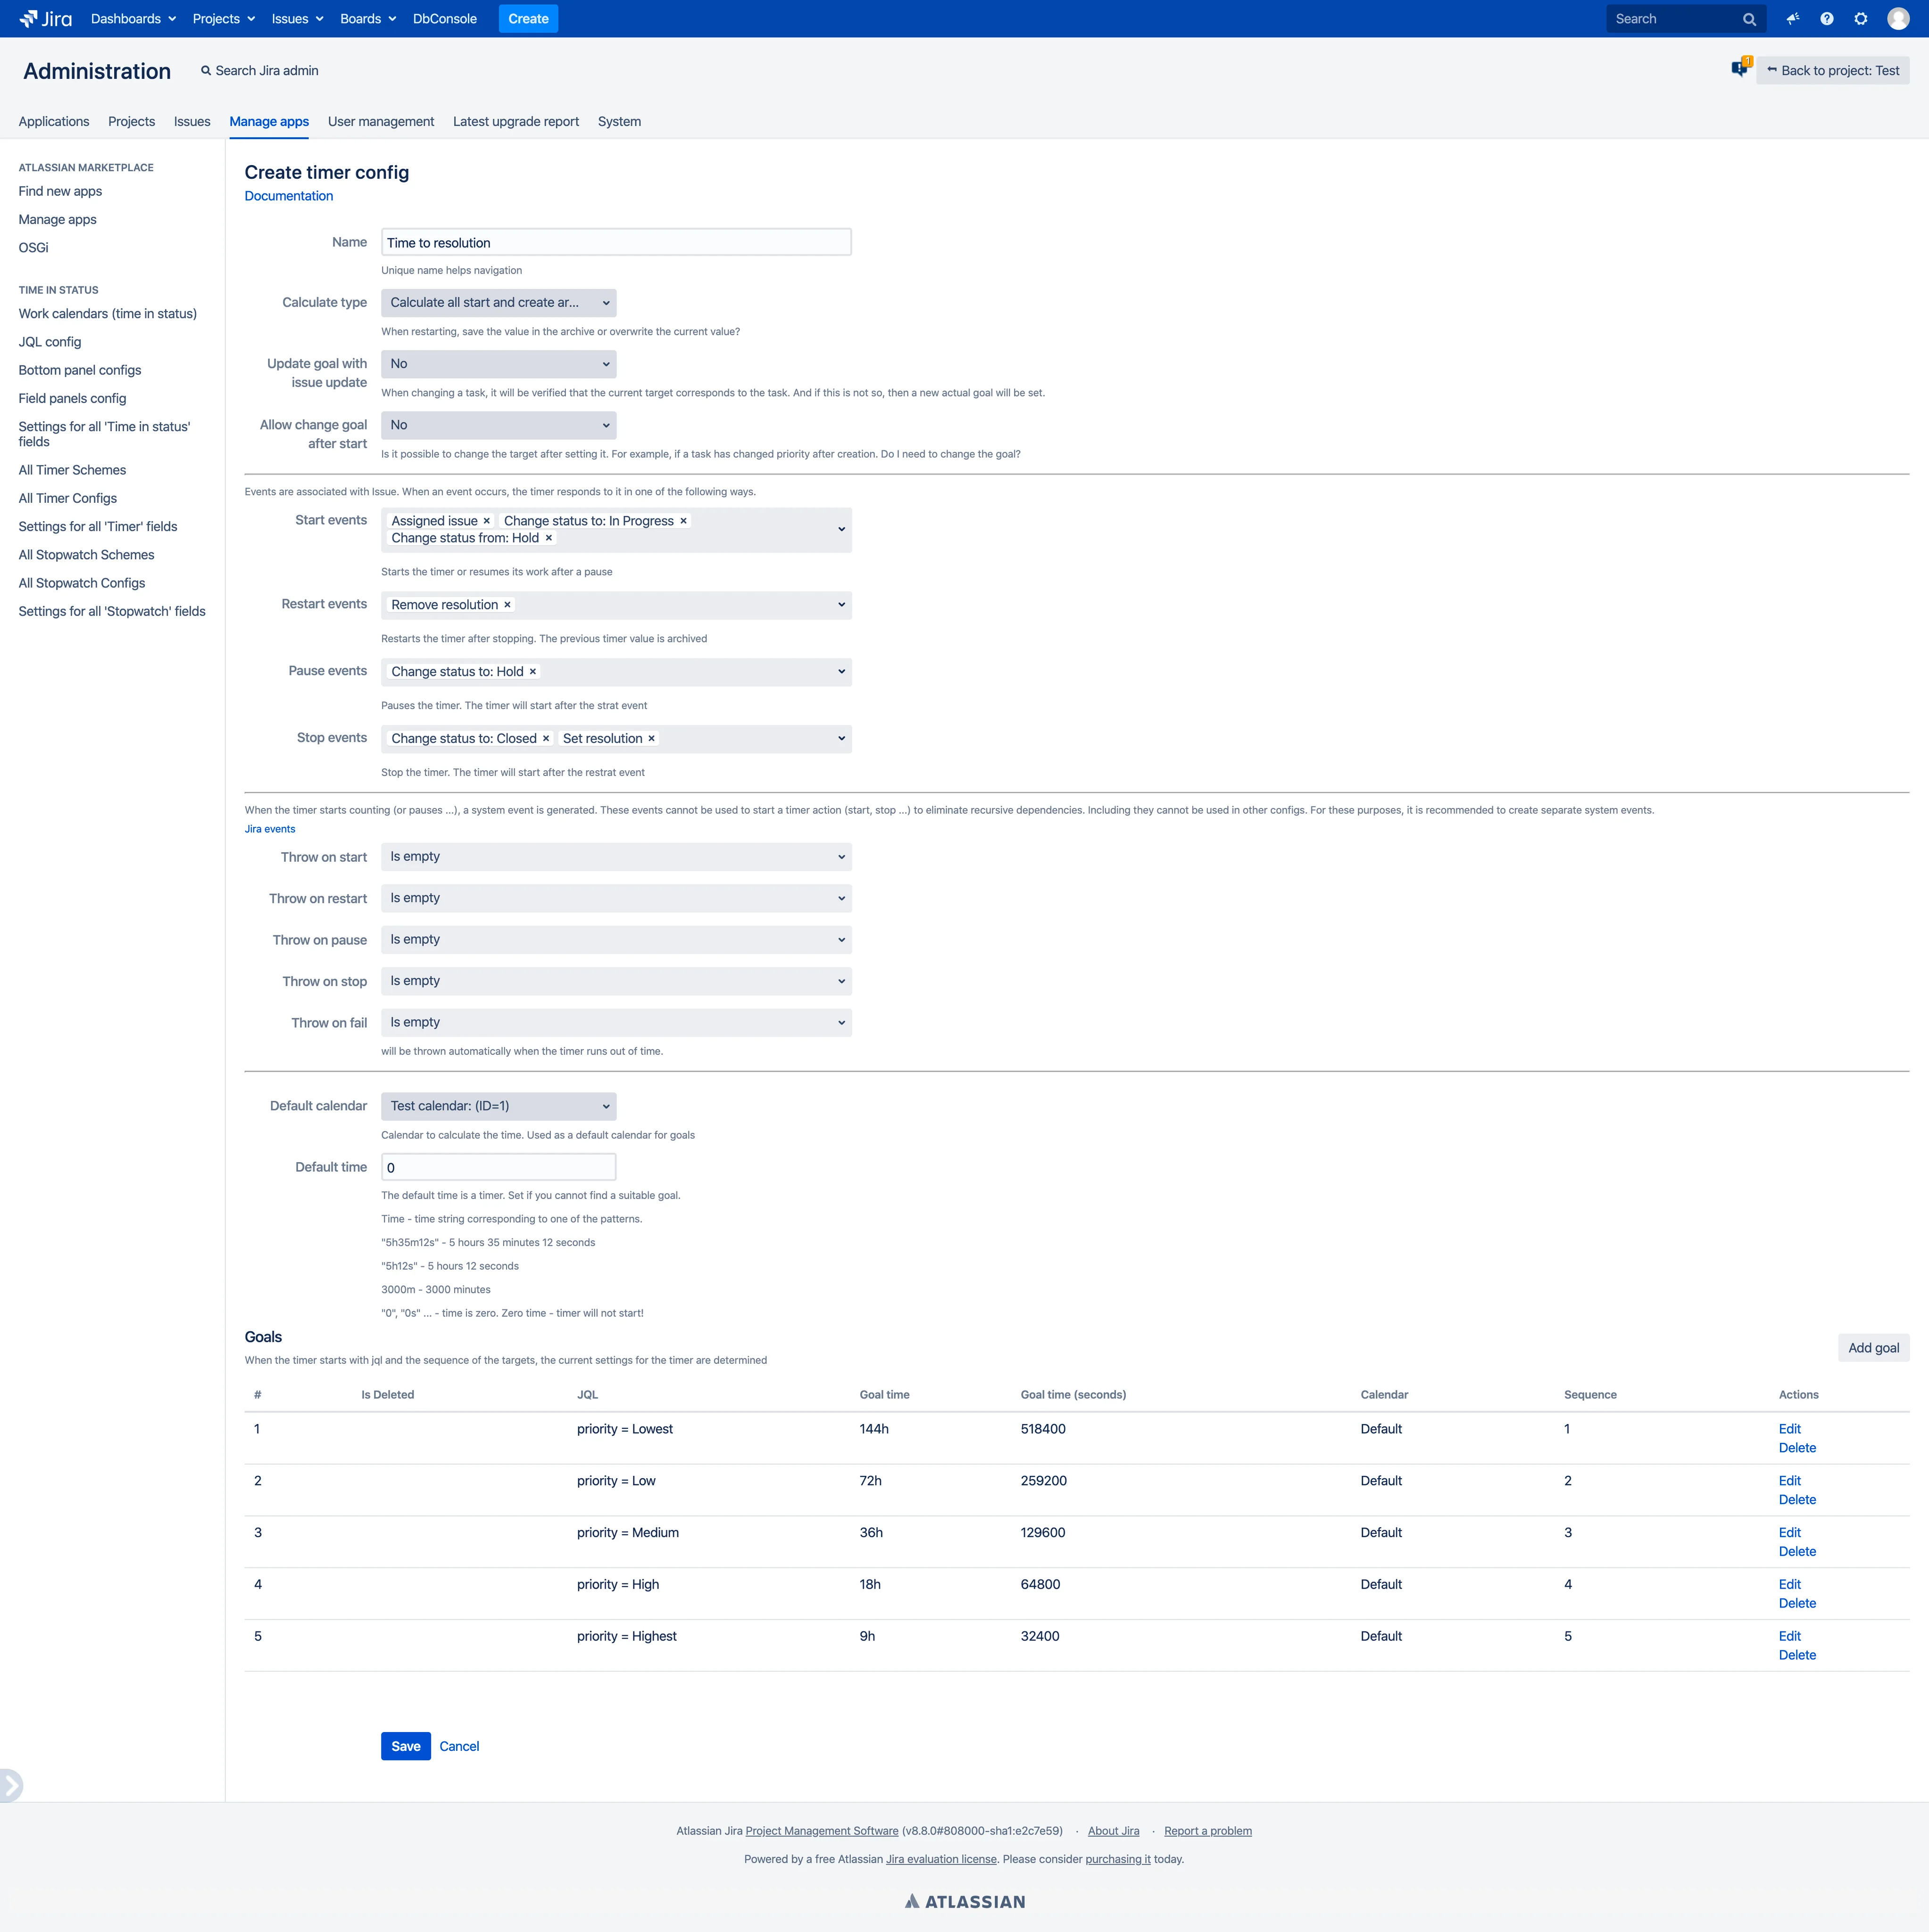 Jira Dashboards Projects Issues Boards DbConsole Create Search
Administration Search Jira admin 1 Back to project: Test
Applications Projects Issues Manage apps User management Latest upgrade report System
ATLASSIAN MARKETPLACE
Find new apps
Manage apps
OSGi
TIME IN STATUS
Work calendars (time in status)
JQL config
Bottom panel configs
Field panels config
Settings for all 'Time in status'
fields
All Timer Schemes
All Timer Configs
Settings for all 'Timer' fields
All Stopwatch Schemes
All Stopwatch Configs
Settings for all 'Stopwatch' fields
Create timer config
Documentation
Name Time to resolution
Unique name helps navigation
Calculate type Calculate all start and create ar...
When restarting, save the value in the archive or overwrite the current value?
Update goal with
issue update
No
When changing a task, it will be verified that the current target corresponds to the task. And if this is not so, then a new actual goal will be set.
Allow change goal
after start
No
Is it possible to change the target after setting it. For example, if a task has changed priority after creation. Do I need to change the goal?
Events are associated with Issue. When an event occurs, the timer responds to it in one of the following ways.
Start events Assigned issue × Change status to: In Progress ×
Change status from: Hold ×
Starts the timer or resumes its work after a pause
Restart events Remove resolution ×
Restarts the timer after stopping. The previous timer value is archived
Pause events Change status to: Hold ×
Pauses the timer. The timer will start after the strat event
Stop events Change status to: Closed × Set resolution ×
Stop the timer. The timer will start after the restrat event
When the timer starts counting (or pauses ...), a system event is generated. These events cannot be used to start a timer action (start, stop ...) to eliminate recursive dependencies. Including they cannot be used in other configs. For these purposes, it is recommended to create separate system events.
Jira events
Throw on start Is empty
Throw on restart Is empty
Throw on pause Is empty
Throw on stop Is empty
Throw on fail Is empty
will be thrown automatically when the timer runs out of time.
Default calendar Test calendar: (ID=1)
Calendar to calculate the time. Used as a default calendar for goals
Default time 0
The default time is a timer. Set if you cannot find a suitable goal.
Time - time string corresponding to one of the patterns.
"5h35m12s" - 5 hours 35 minutes 12 seconds
"5h12s" - 5 hours 12 seconds
3000m - 3000 minutes
"0", "0s" ... - time is zero. Zero time - timer will not start!
Goals
Add goal
When the timer starts with jql and the sequence of the targets, the current settings for the timer are determined
# Is Deleted JQL Goal time Goal time (seconds) Calendar Sequence Actions
1 priority = Lowest 144h 518400 Default 1 Edit
Delete
2 priority = Low 72h 259200 Default 2 Edit
Delete
3 priority = Medium 36h 129600 Default 3 Edit
Delete
4 priority = High 18h 64800 Default 4 Edit
Delete
5 priority = Highest 9h 32400 Default 5 Edit
Delete
Save Cancel
Atlassian Jira Project Management Software (v8.8.0#808000-sha1:e2c7e59) · About Jira · Report a problem
Powered by a free Atlassian Jira evaluation license. Please consider purchasing it today.
ATLASSIAN